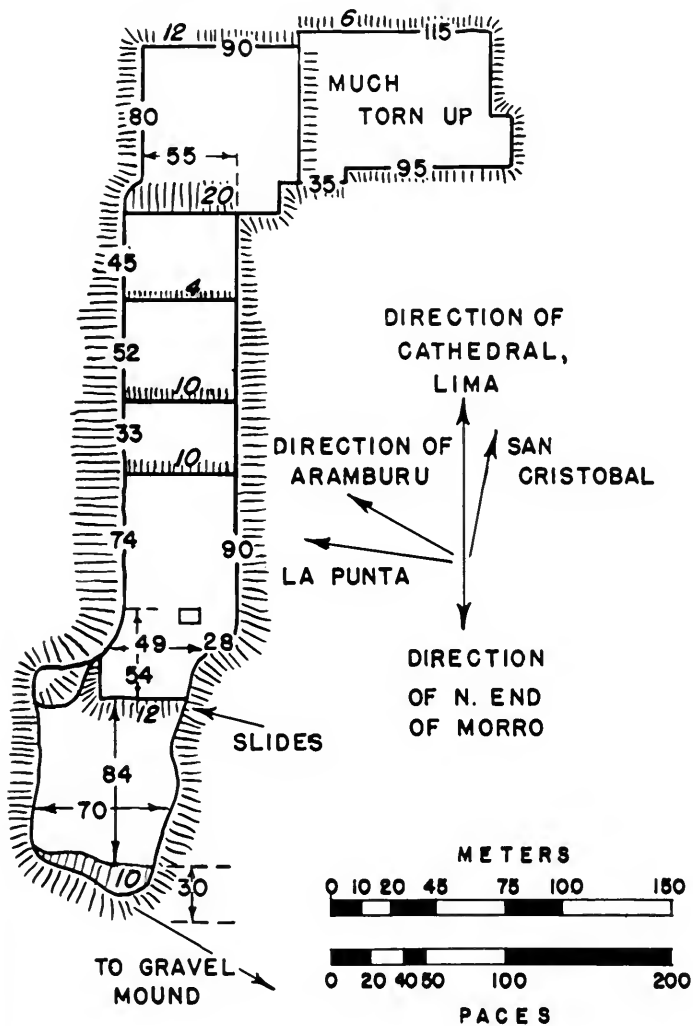 12
90
6
115
MUCH
TORN UP
80
55
20
35
95
45
4
52
10
33
10
74
90
49
28
54
12
SLIDES
84
70
10
30
TO GRAVEL
MOUND
DIRECTION OF
CATHEDRAL,
LIMA
DIRECTION OF
ARAMBURU
SAN
CRISTOBAL
LA PUNTA
DIRECTION
OF N. END
OF MORRO
METERS
0 10 20 45 75 100 150
0 20 40 50 100 200
PACES